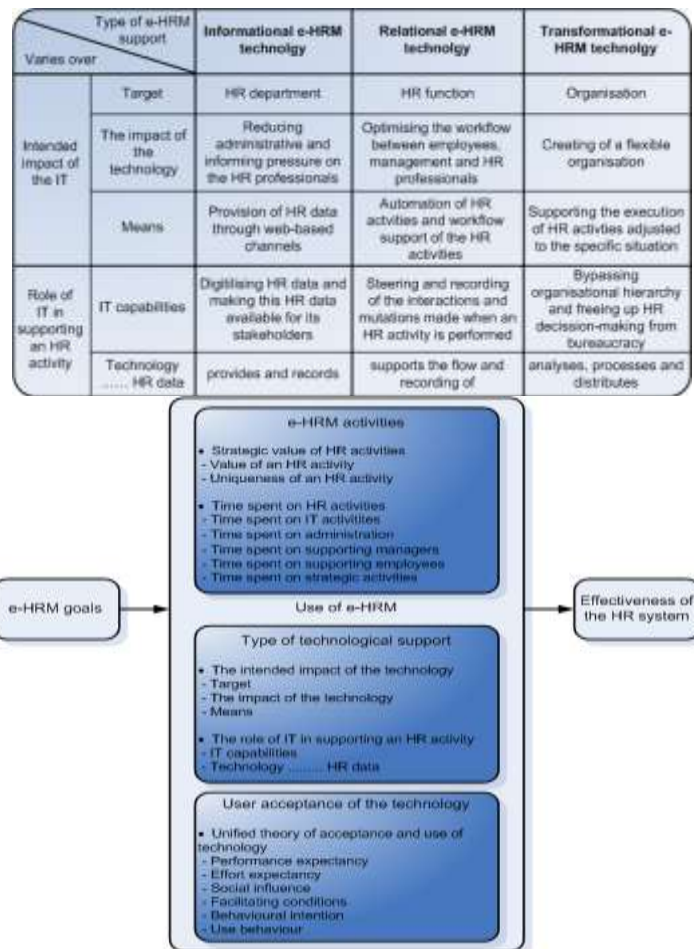 Type of e-HRM
support
Varies over
Informational e-HRM
technolgy
Relational e-HRM
technolgy
Transformational e-
HRM technolgy
Intended
impact of
the IT
Target
HR department
HR function
Organisation
The impact of
the
technology
Reducing
administrative and
informing pressure on
the HR professionals
Optimising the workflow
between employees,
management and HR
professionals
Creating of a flexible
organisation
Means
Provision of HR data
through web-based
channels
Automation of HR
actvities and workflow
support of the HR
activities
Supporting the execution
of HR activties adjusted
to the specific situation
Role of
IT in
supporting
an HR
activity
IT capabilities
Digitilising HR data and
making this HR data
available for its
stakeholders
Steering and recording
of the interactions and
mutations made when an
HR activity is performed
Bypassing
organisational hierarchy
and freeing up HR
decission-making from
bureaucracy
Technology
...... HR data
provides and records
supports the flow and
recording of
analyses, processes and
distributes
e-HRM goals
e-HRM activities
• Strategic value of HR activities
- Value of an HR activity
- Uniqueness of an HR activity
• Time spent on HR activities
- Time spent on IT activitites
- Time spent on administration
- Time spent on supporting managers
- Time spent on supporting employees
- Time spent on strategic activities
Use of e-HRM
Type of technological support
• The intended impact of the technology
- Target
- The impact of the technology
- Means
• The role of IT in supporting an HR activity
- IT capabilities
- Technology ......... HR data
User acceptance of the technology
• Unified theory of acceptance and use of
technology
- Performance expectancy
- Effort expectancy
- Social influence
- Facilitating conditions
- Behavioural intention
- Use behaviour
Effectiveness of
the HR system